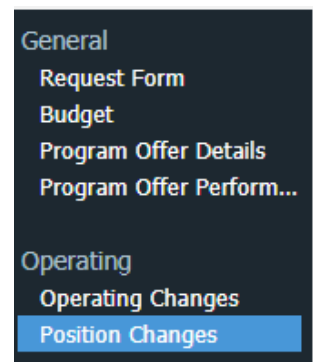 General
Request Form
Budget
Program Offer Details
Program Offer Perform...
Operating
Operating Changes
Position Changes